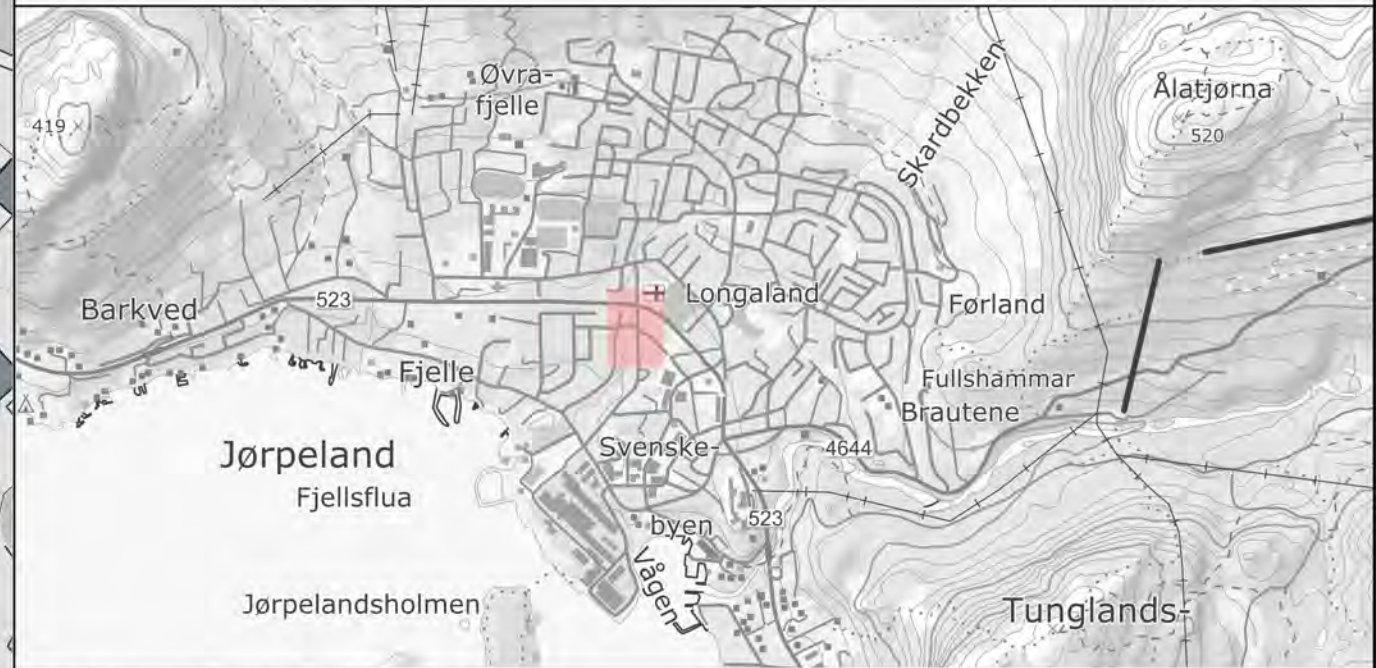 Øvra-
fjelle
Skardbekken
Ålatjørna
520
419
Barkved
523
Longaland
Førland
Fjelle
Fullshammar
Brautene
Jørpeland
Fjellsflua
Svenske-
byen
4644
523
Vågen
Jørpelandsholmen
Tunglands-